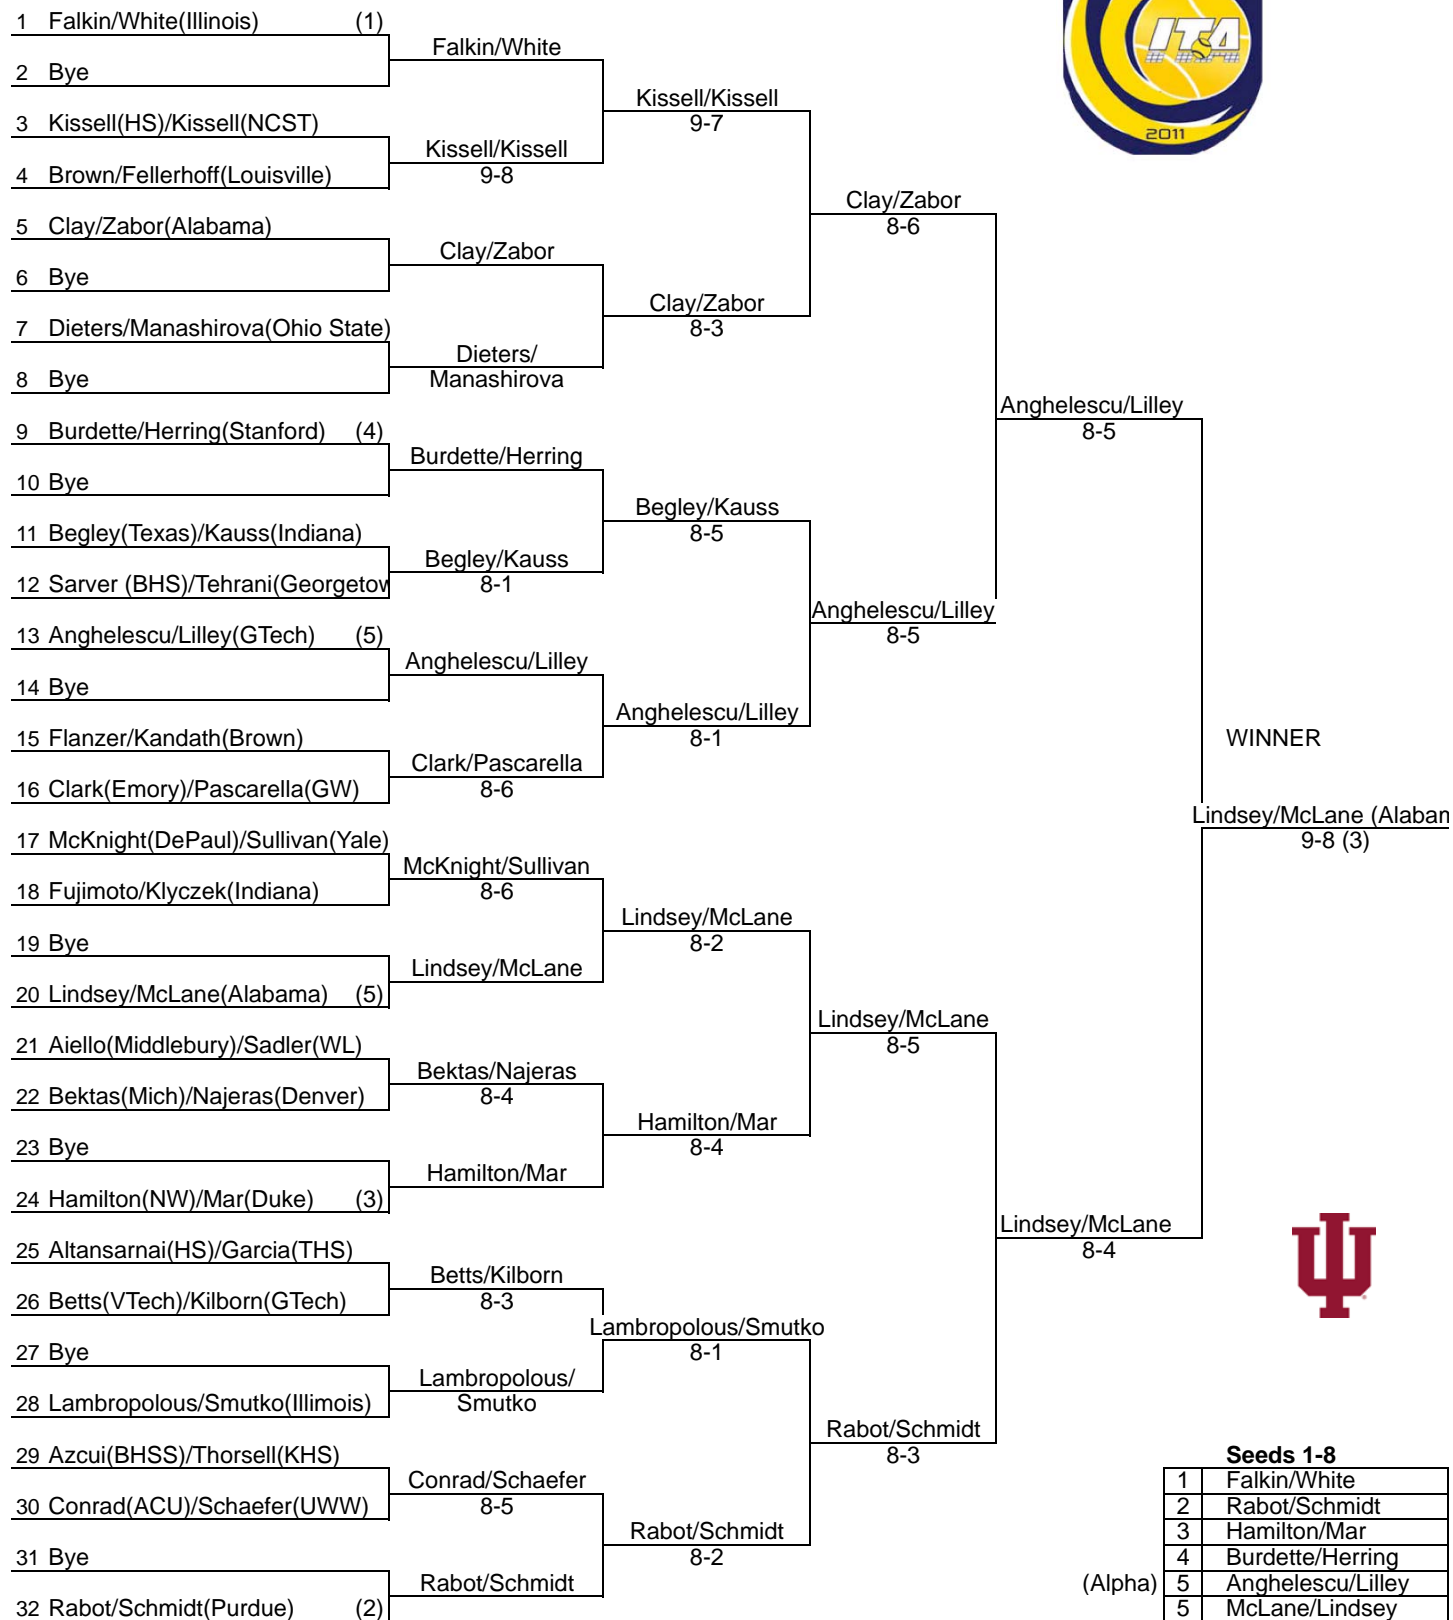 1 Falkin/White(Illinois) (1)
2 Bye
3 Kissell(HS)/Kissell(NCST)
4 Brown/Fellerhoff(Louisville)
5 Clay/Zabor(Alabama)
6 Bye
7 Dieters/Manashirova(Ohio State)
8 Bye
9 Burdette/Herring(Stanford) (4)
10 Bye
11 Begley(Texas)/Kauss(Indiana)
12 Sarver (BHS)/Tehrani(Georgetow
13 Anghelescu/Lilley(GTech) (5)
14 Bye
15 Flanzer/Kandath(Brown)
16 Clark(Emory)/Pascarella(GW)
17 McKnight(DePaul)/Sullivan(Yale)
18 Fujimoto/Klyczek(Indiana)
19 Bye
20 Lindsey/McLane(Alabama) (5)
21 Aiello(Middlebury)/Sadler(WL)
22 Bektas(Mich)/Najeras(Denver)
23 Bye
24 Hamilton(NW)/Mar(Duke) (3)
25 Altansarnai(HS)/Garcia(THS)
26 Betts(VTech)/Kilborn(GTech)
27 Bye
28 Lambropolous/Smutko(Illimois)
29 Azcui(BHSS)/Thorsell(KHS)
30 Conrad(ACU)/Schaefer(UWW)
31 Bye
32 Rabot/Schmidt(Purdue) (2)
Falkin/White
Kissell/Kissell
9-8
Clay/Zabor
Dieters/
Manashirova
Burdette/Herring
Begley/Kauss
8-1
Anghelescu/Lilley
Clark/Pascarella
8-6
McKnight/Sullivan
8-6
Lindsey/McLane
Bektas/Najeras
8-4
Hamilton/Mar
Betts/Kilborn
8-3
Lambropolous/
Smutko
Conrad/Schaefer
8-5
Rabot/Schmidt
Kissell/Kissell
9-7
Clay/Zabor
8-3
Begley/Kauss
8-5
Anghelescu/Lilley
8-1
Lindsey/McLane
8-2
Hamilton/Mar
8-4
Lambropolous/Smutko
8-1
Rabot/Schmidt
8-2
Clay/Zabor
8-6
Anghelescu/Lilley
8-5
Lindsey/McLane
8-5
Rabot/Schmidt
8-3
Anghelescu/Lilley
8-5
Lindsey/McLane
8-4
WINNER
Lindsey/McLane (Alabam
9-8 (3)
ITA
2011
Seeds 1-8
1 Falkin/White
2 Rabot/Schmidt
3 Hamilton/Mar
4 Burdette/Herring
(Alpha) 5 Anghelescu/Lilley
5 McLane/Lindsey